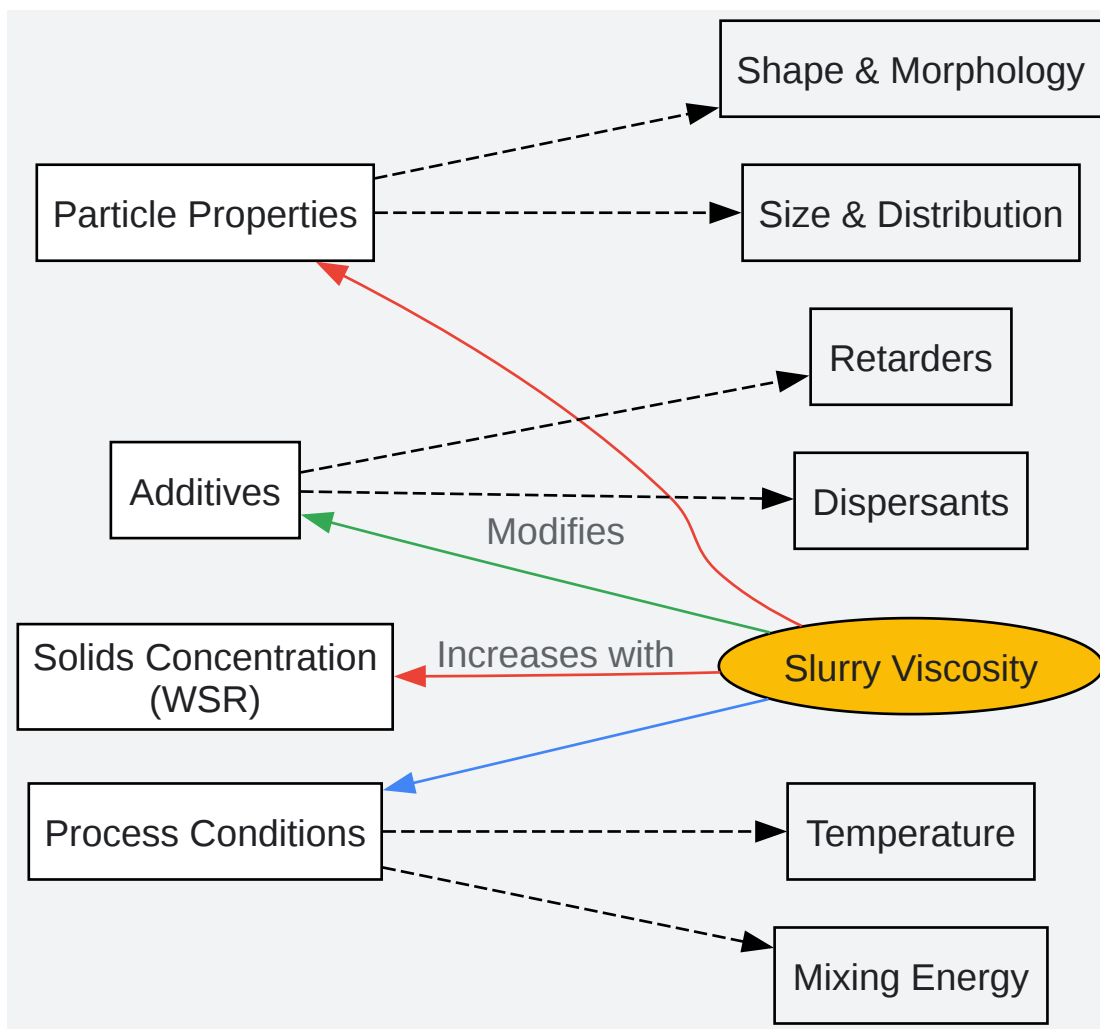 Shape & Morphology
Particle Properties
Size & Distribution
Retarders
Additives
Dispersants
Modifies
Solids Concentration
(WSR)
Increases with
Slurry Viscosity
Process Conditions
Temperature
Mixing Energy